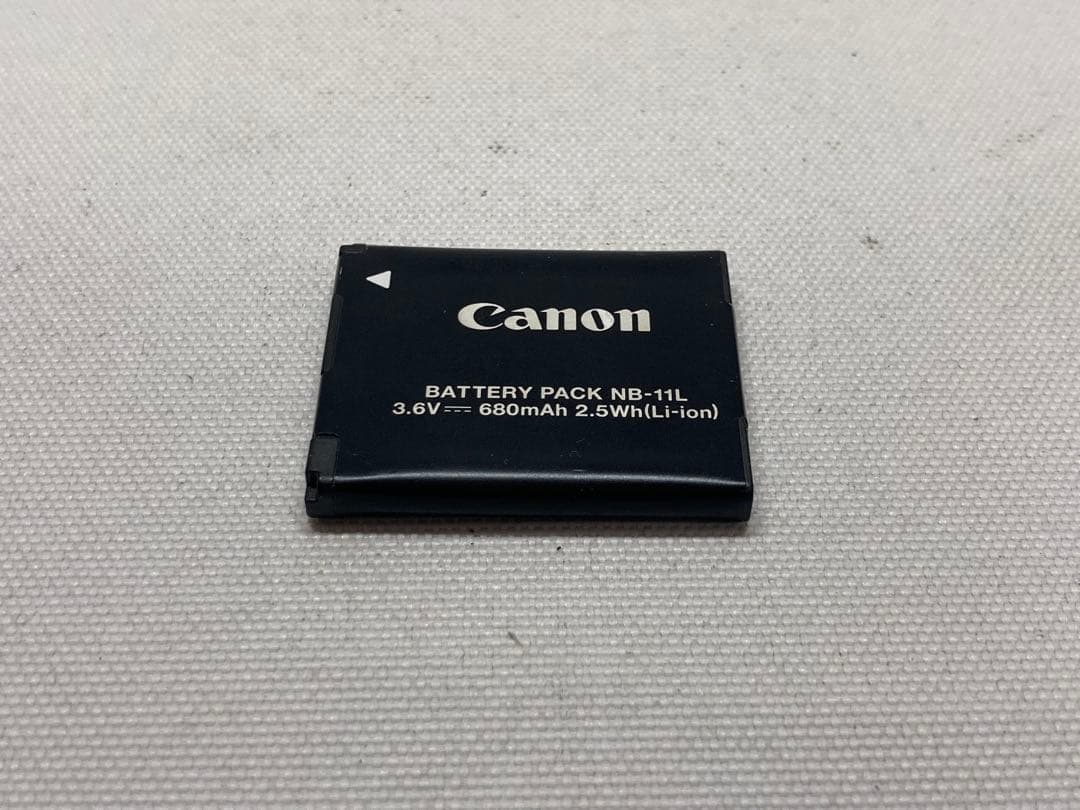 Canon
BATTERY PACK NB-11L
3.6V⎓ 680mAh 2.5Wh(Li-ion)